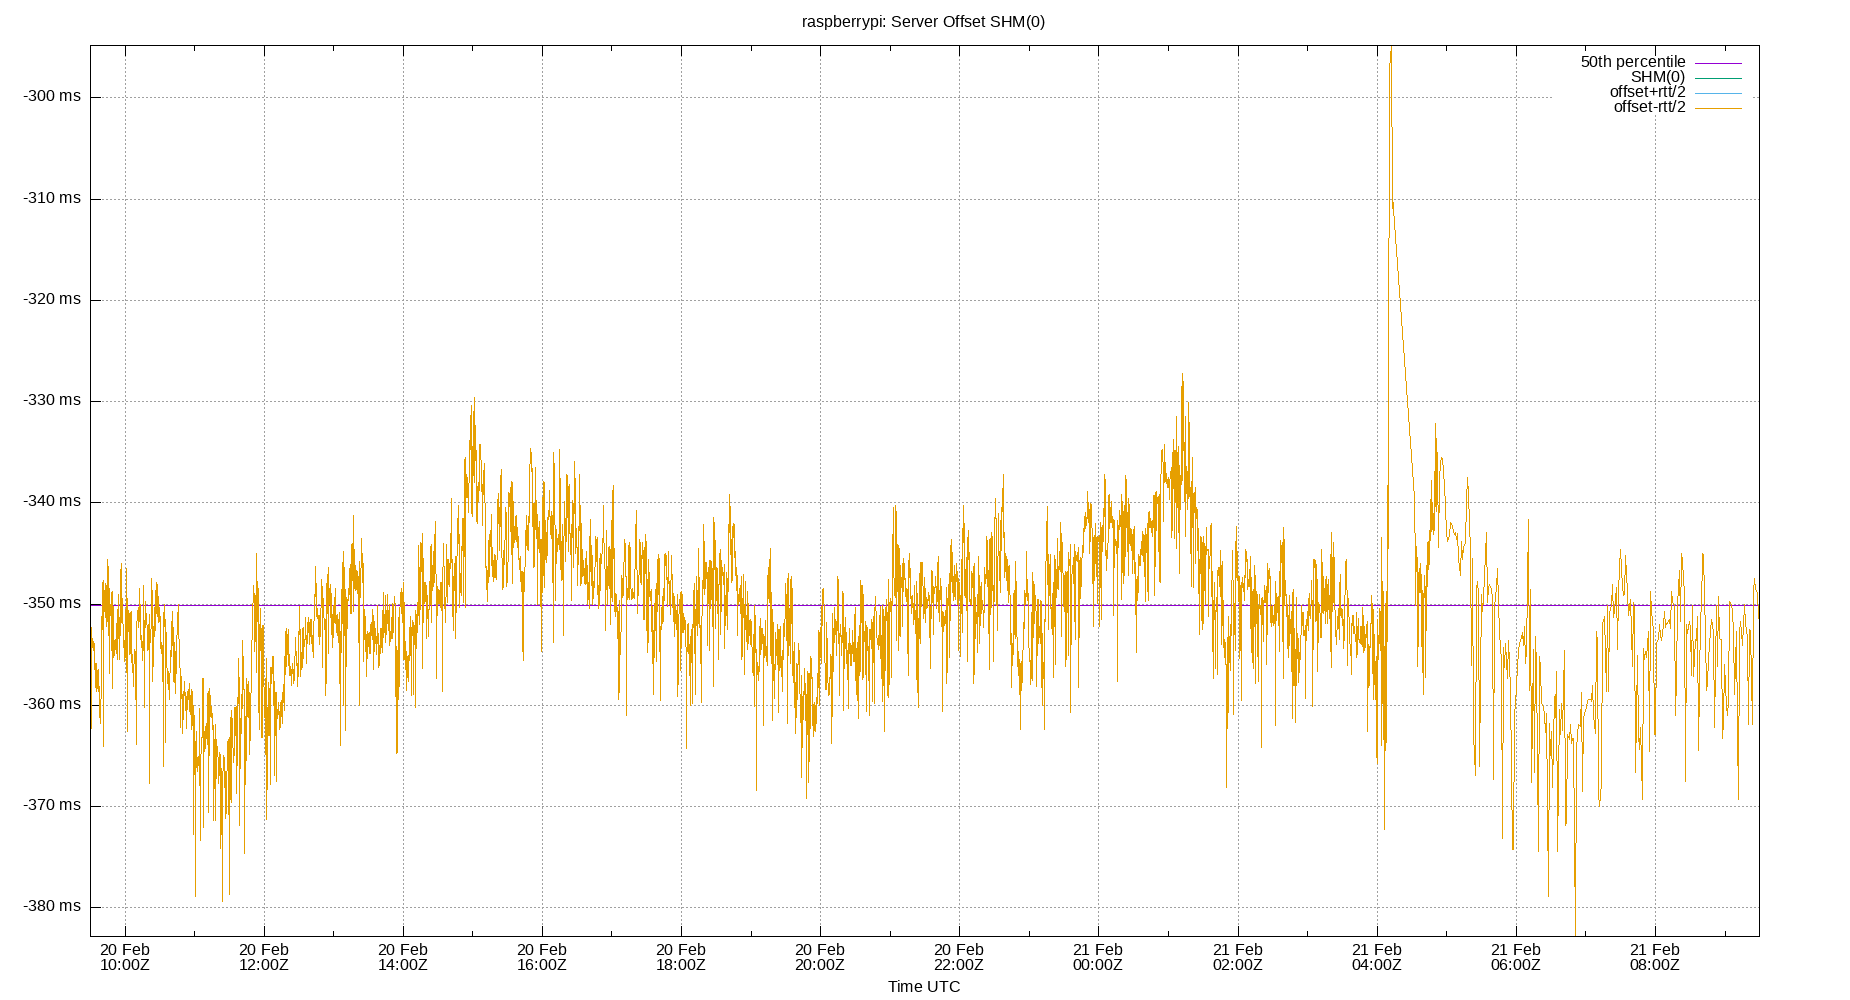 raspberrypi: Server Offset SHM(0)
50th percentile
SHM(0)
offset+rtt/2
offset-rtt/2
-300 ms
-310 ms
-320 ms
-330 ms
-340 ms
-350 ms
-360 ms
-370 ms
-380 ms
20 Feb 20 Feb 20 Feb 20 Feb 20 Feb 20 Feb 20 Feb 21 Feb 21 Feb 21 Feb 21 Feb 21 Feb
10:00Z 12:00Z 14:00Z 16:00Z 18:00Z 20:00Z 22:00Z 00:00Z 02:00Z 04:00Z 06:00Z 08:00Z
Time UTC